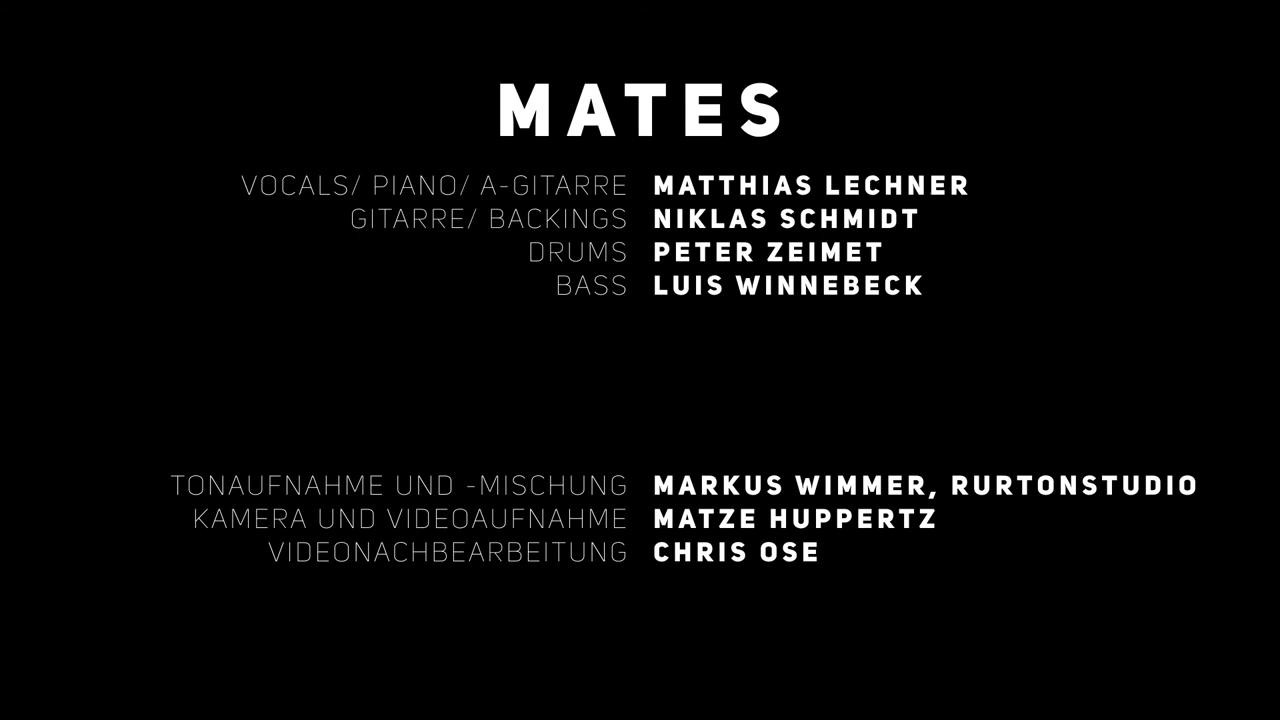 MATES
VOCALS/ PIANO/ A-GITARRE MATTHIAS LECHNER
GITARRE/ BACKINGS NIKLAS SCHMIDT
DRUMS PETER ZEIMET
BASS LUIS WINNEBECK
TONAUFNAHME UND -MISCHUNG MARKUS WIMMER, RURTONSTUDIO
KAMERA UND VIDEOAUFNAHME MATZE HUPPERTZ
VIDEONACHBEARBEITUNG CHRIS OSE